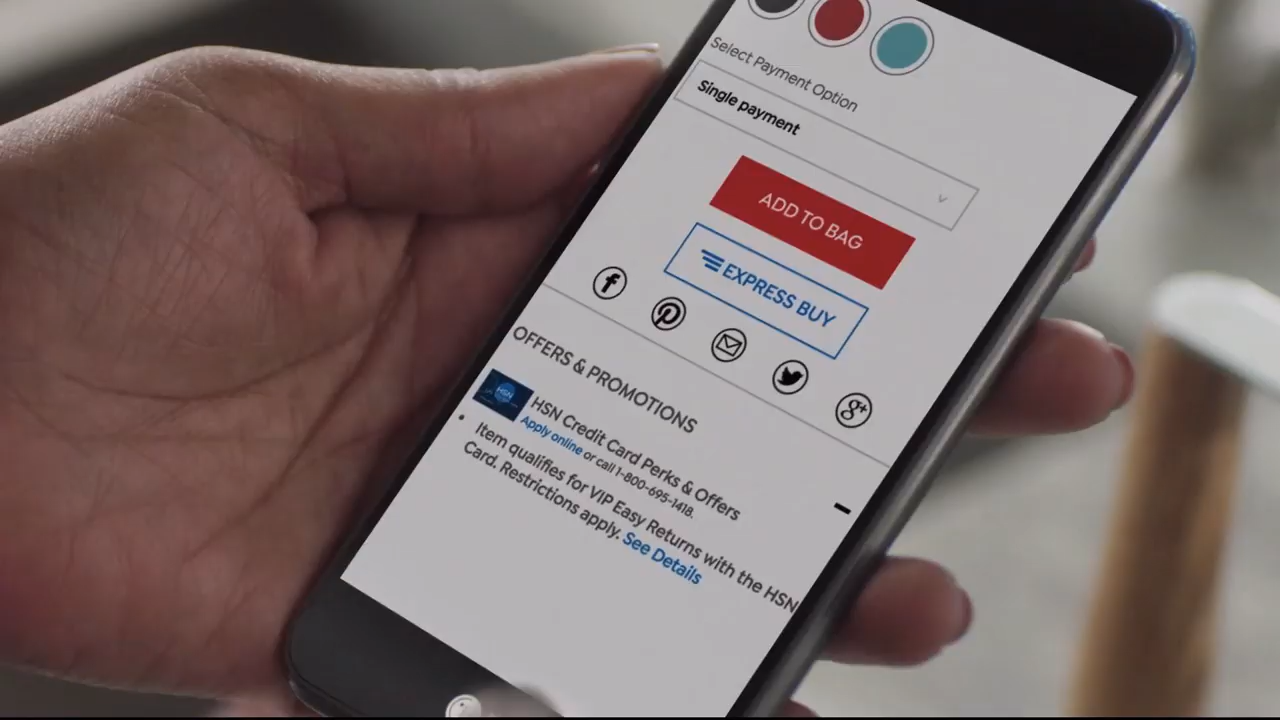 Select Payment Option
Single payment
ADD TO BAG
EXPRESS BUY
f
g+
OFFERS & PROMOTIONS
HSN
HSN Credit Card Perks & Offers
Apply online or call 1-800-695-1418.
Item qualifies for VIP Easy Returns with the HSN
Card. Restrictions apply. See Details